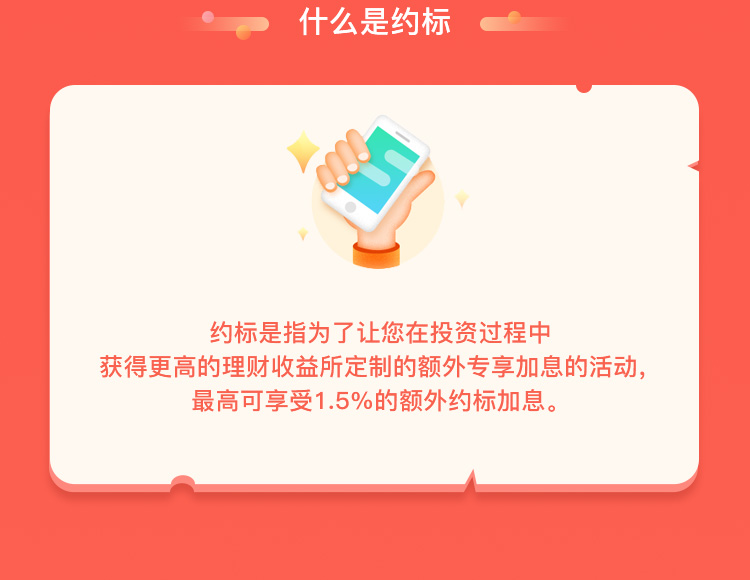 什么是约标
约标是指为了让您在投资过程中
获得更高的理财收益所定制的额外专享加息的活动，
最高可享受1.5%的额外约标加息。